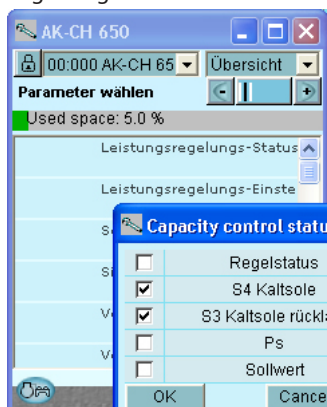 AK-CH 650
00:000 AK-CH 65 Übersicht
Parameter wählen
Used space: 5.0 %
Leistungsregelungs-Status
Leistungsregelungs-Einste
Capacity control statu
Regelstatus
S4 Kaltsole
S3 Kaltsole rückla
Ps
Sollwert
OK Cance